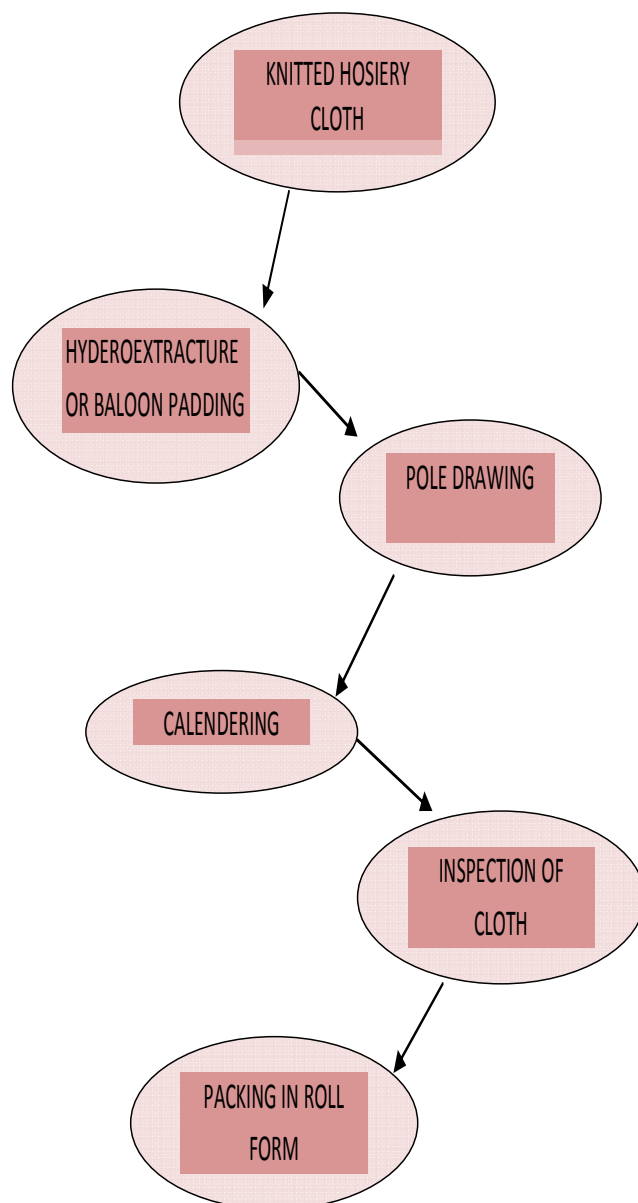 KNITTED HOSIERY
CLOTH
HYDEROEXTRACTURE
OR BALOON PADDING
POLE DRAWING
CALENDERING
INSPECTION OF
CLOTH
PACKING IN ROLL
FORM